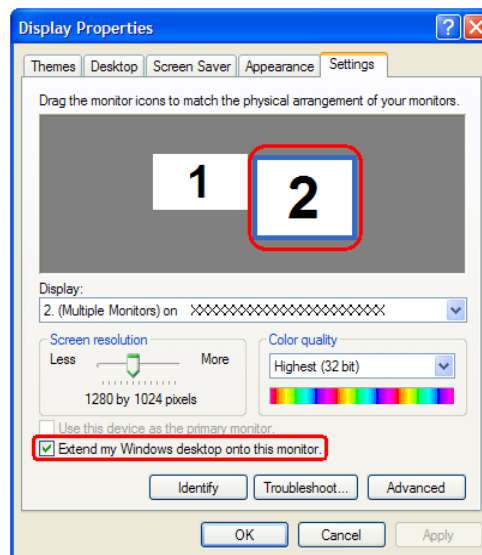 Display Properties
Themes Desktop Screen Saver Appearance Settings
Drag the monitor icons to match the physical arrangement of your monitors.
1 2
Display:
2. (Multiple Monitors) on XXXXXXXXXXXXXXXXXXXXXXXX
Screen resolution
Less More
1280 by 1024 pixels
Color quality
Highest (32 bit)
Use this device as the primary monitor.
Extend my Windows desktop onto this monitor.
Identify Troubleshoot... Advanced
OK Cancel Apply